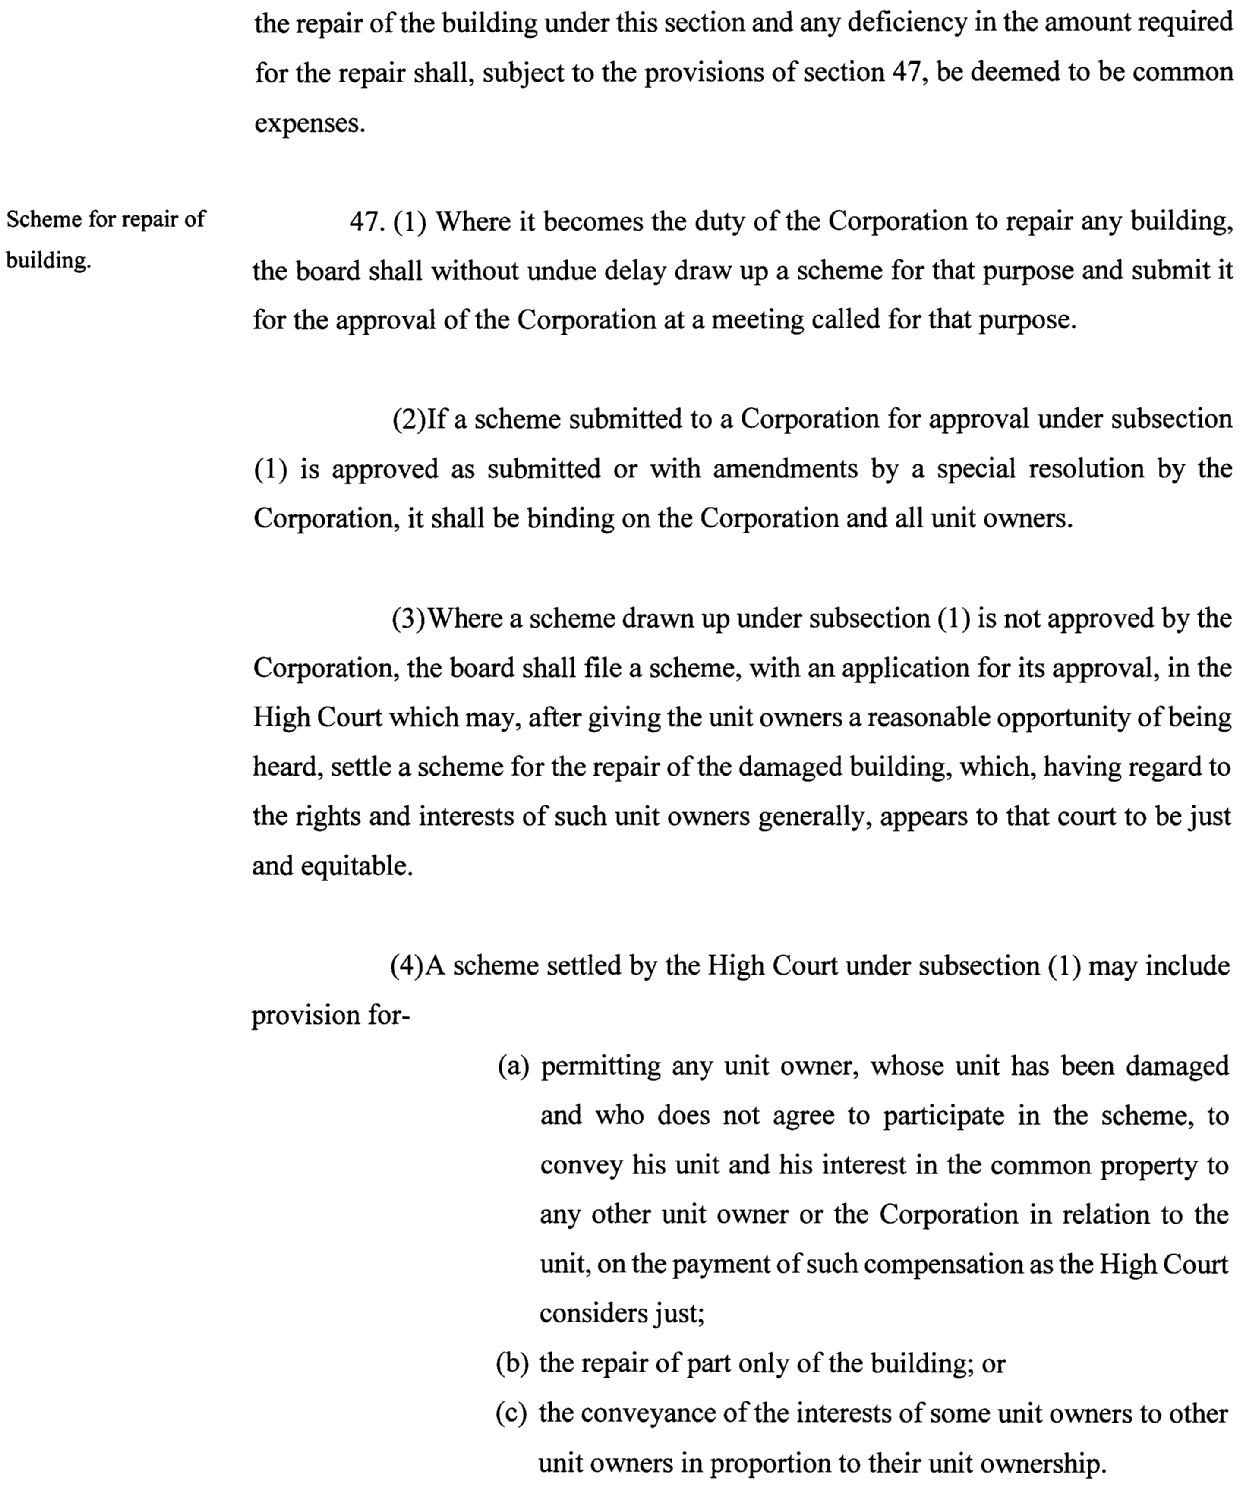 the repair of the building under this section and any deficiency in the amount required
for the repair shall, subject to the provisions of section 47, be deemed to be common
expenses.
Scheme for repair of
building.
47. (1) Where it becomes the duty of the Corporation to repair any building,
the board shall without undue delay draw up a scheme for that purpose and submit it
for the approval of the Corporation at a meeting called for that purpose.
(2)If a scheme submitted to a Corporation for approval under subsection
(1) is approved as submitted or with amendments by a special resolution by the
Corporation, it shall be binding on the Corporation and all unit owners.
(3)Where a scheme drawn up under subsection (1) is not approved by the
Corporation, the board shall file a scheme, with an application for its approval, in the
High Court which may, after giving the unit owners a reasonable opportunity of being
heard, settle a scheme for the repair of the damaged building, which, having regard to
the rights and interests of such unit owners generally, appears to that court to be just
and equitable.
(4)A scheme settled by the High Court under subsection (1) may include
provision for-
(a) permitting any unit owner, whose unit has been damaged
and who does not agree to participate in the scheme, to
convey his unit and his interest in the common property to
any other unit owner or the Corporation in relation to the
unit, on the payment of such compensation as the High Court
considers just;
(b) the repair of part only of the building; or
(c) the conveyance of the interests of some unit owners to other
unit owners in proportion to their unit ownership.